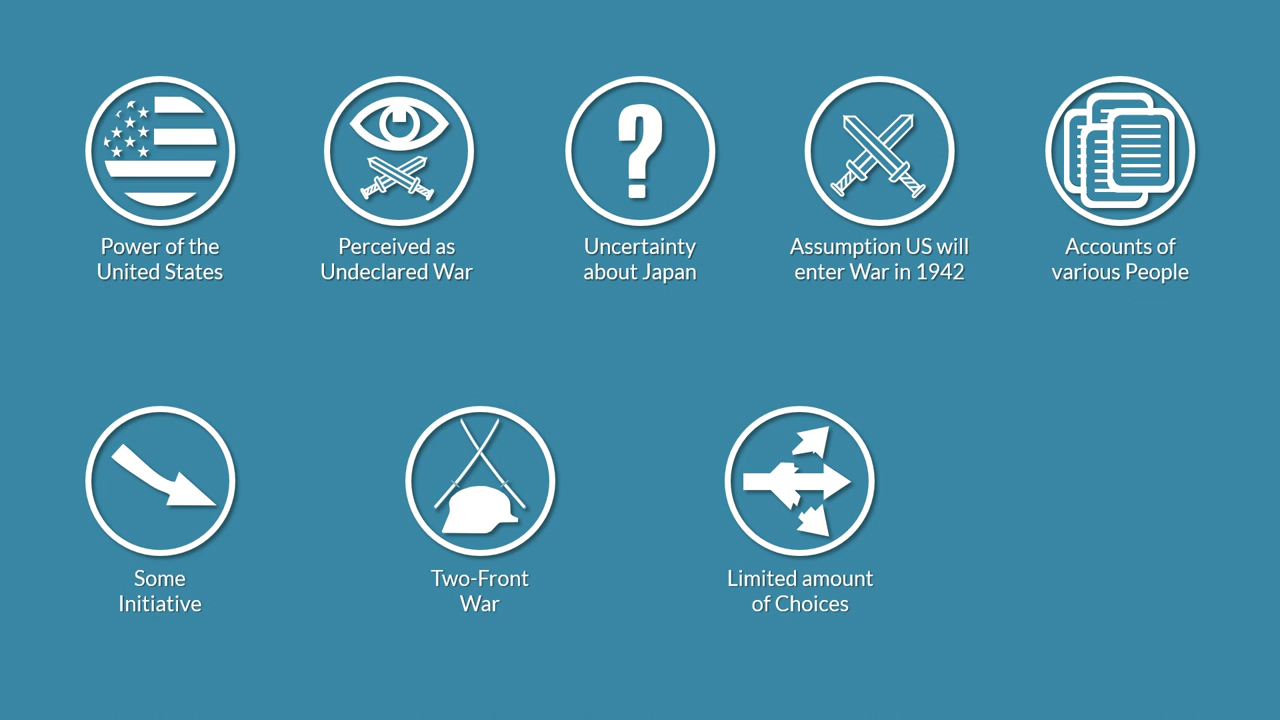 Power of the
United States
Perceived as
Undeclared War
Uncertainty
about Japan
Assumption US will
enter War in 1942
Accounts of
various People
Some
Initiative
Two-Front
War
Limited amount
of Choices